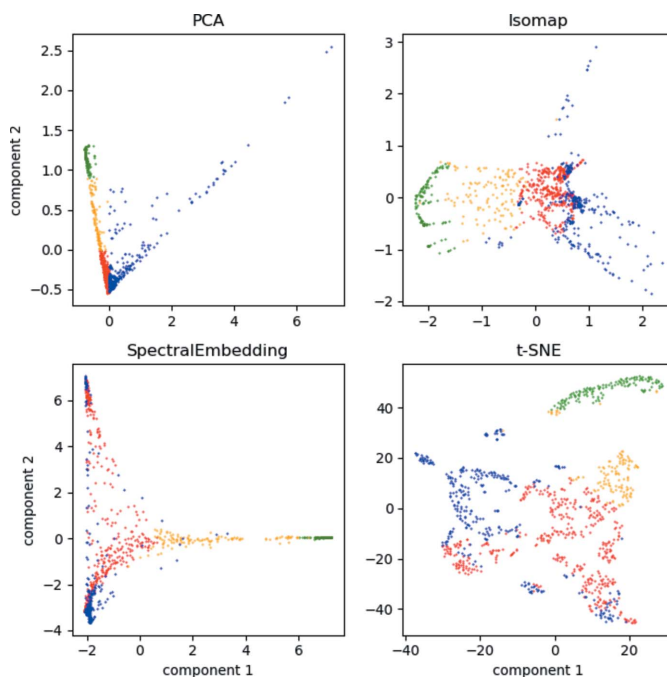 PCA
Isomap
component 2
2.5
2.0
1.5
1.0
0.5
0.0
−0.5
0 2 4 6
3
2
1
0
−1
−2
−2 −1 0 1 2
SpectralEmbedding
t-SNE
component 2
6
4
2
0
−2
−4
−2 0 2 4 6
component 1
40
20
0
−20
−40
−40 −20 0 20
component 1